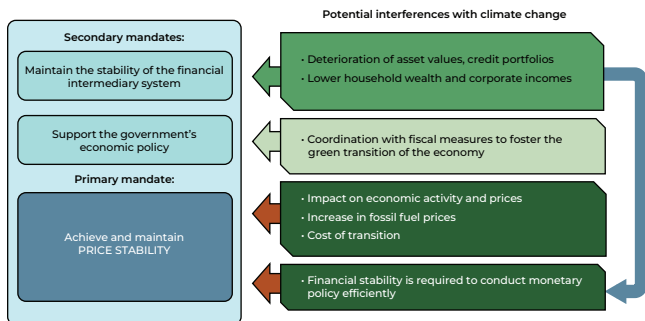 Potential interferences with climate change
Secondary mandates:
Maintain the stability of the financial
intermediary system
• Deterioration of asset values, credit portfolios
• Lower household wealth and corporate incomes
Support the government's
economic policy
• Coordination with fiscal measures to foster the
green transition of the economy
Primary mandate:
Achieve and maintain
PRICE STABILITY
• Impact on economic activity and prices
• Increase in fossil fuel prices
• Cost of transition
• Financial stability is required to conduct monetary
policy efficiently